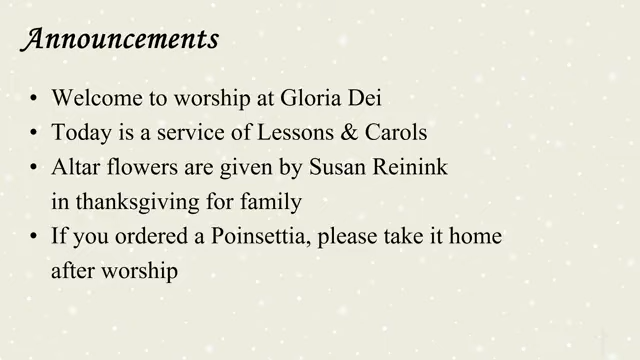 Announcements
• Welcome to worship at Gloria Dei
• Today is a service of Lessons & Carols
• Altar flowers are given by Susan Reinink
in thanksgiving for family
• If you ordered a Poinsettia, please take it home
after worship